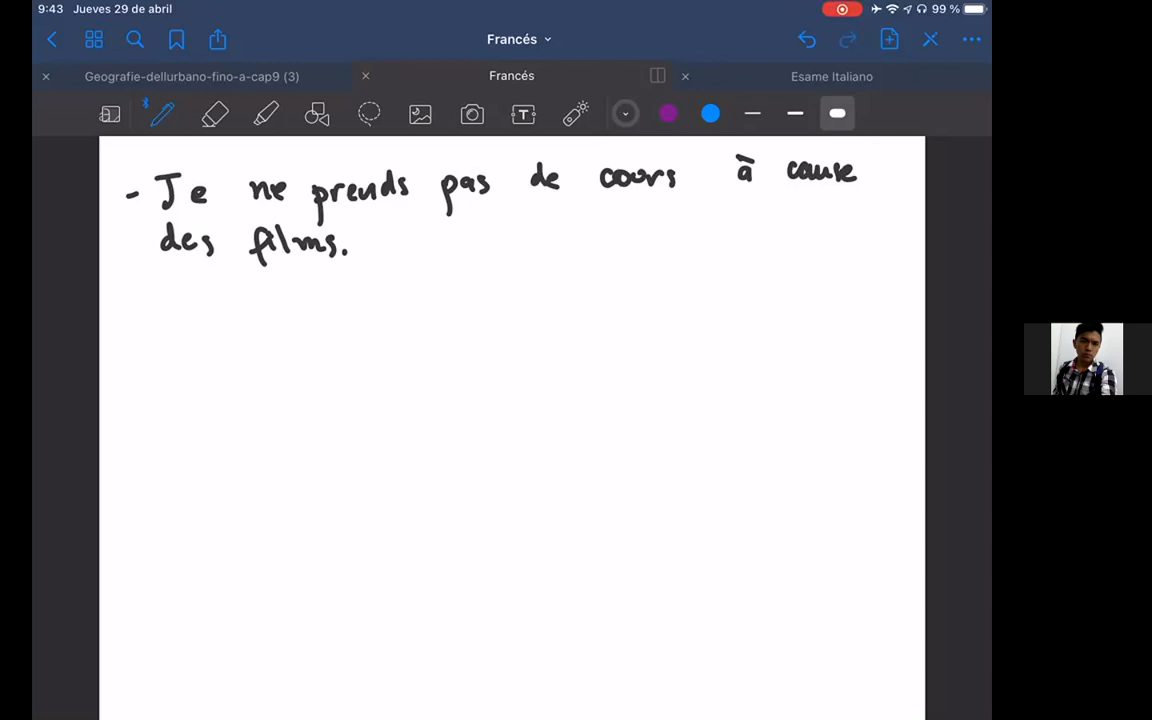 9:43 Jueves 29 de abril 99 %
Francés
Geografie-dellurbano-fino-a-cap9 (3) Francés Esame Italiano
- Je ne prends pas de cours à cause
des films.